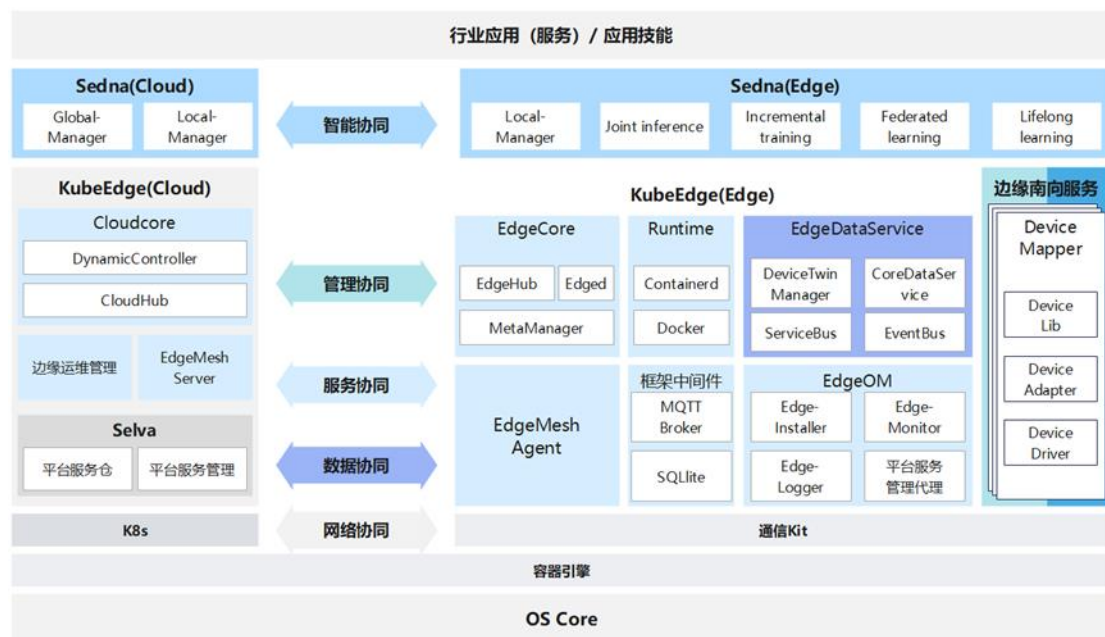 行业应用（服务）/ 应用技能
Sedna(Cloud)
Global-
Manager
Local-
Manager
智能协同
Sedna(Edge)
Local-
Manager
Joint inference
Incremental
training
Federated
learning
Lifelong
learning
KubeEdge(Cloud)
Cloudcore
DynamicController
CloudHub
边缘运维管理
EdgeMesh
Server
Selva
平台服务仓
平台服务管理
K8s
管理协同
服务协同
数据协同
网络协同
KubeEdge(Edge)
EdgeCore
EdgeHub
Edged
MetaManager
Runtime
Containerd
Docker
EdgeDataService
DeviceTwin
Manager
CoreDataSer
vice
ServiceBus
EventBus
EdgeMesh
Agent
框架中间件
MQTT
Broker
SQLlite
EdgeOM
Edge-
Installer
Edge-
Monitor
Edge-
Logger
平台服务
管理代理
边缘南向服务
Device
Mapper
Device
Lib
Device
Adapter
Device
Driver
通信Kit
容器引擎
OS Core